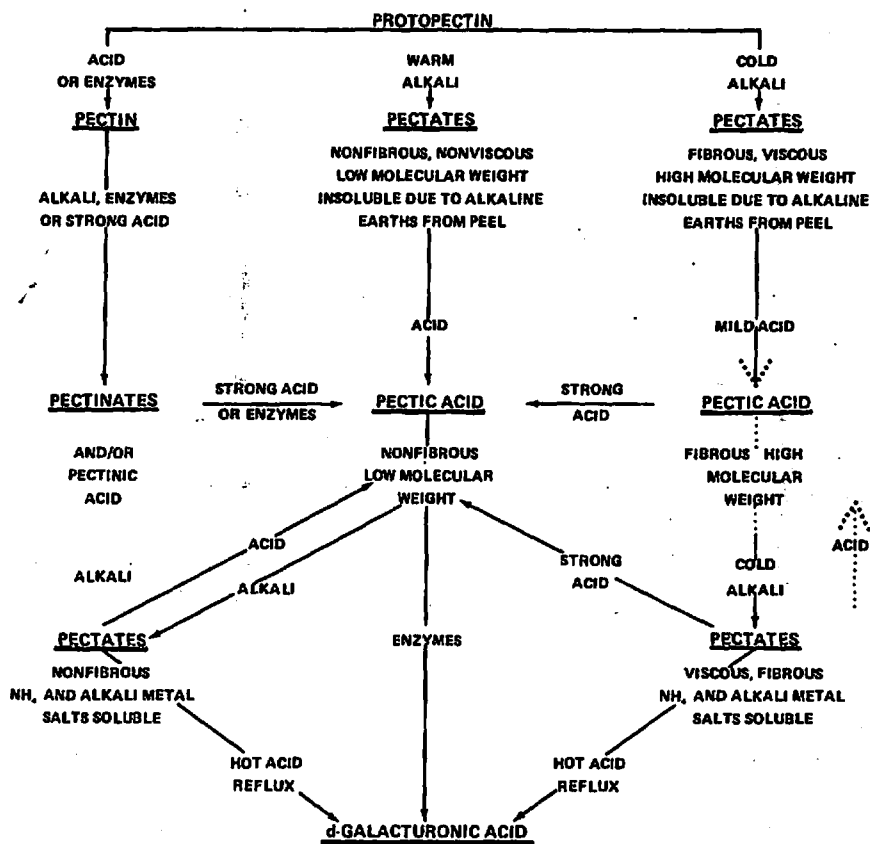 PROTOPECTIN
ACID
OR ENZYMES
PECTIN
ALKALI, ENZYMES
OR STRONG ACID
PECTINATES
AND/OR
PECTINIC
ACID
ALKALI
PECTATES
NONFIBROUS
NH₄ AND ALKALI METAL
SALTS SOLUBLE
HOT ACID
REFLUX
STRONG ACID
OR ENZYMES
WARM
ALKALI
PECTATES
NONFIBROUS, NONVISCOUS
LOW MOLECULAR WEIGHT
INSOLUBLE DUE TO ALKALINE
EARTHS FROM PEEL
ACID
PECTIC ACID
NONFIBROUS
LOW MOLECULAR
WEIGHT
ACID
ALKALI
ENZYMES
STRONG
ACID
STRONG
ACID
COLD
ALKALI
PECTATES
FIBROUS, VISCOUS
HIGH MOLECULAR WEIGHT
INSOLUBLE DUE TO ALKALINE
EARTHS FROM PEEL
MILD ACID
PECTIC ACID
FIBROUS HIGH
MOLECULAR
WEIGHT
ACID
COLD
ALKALI
PECTATES
VISCOUS, FIBROUS
NH₄ AND ALKALI METAL
SALTS SOLUBLE
HOT ACID
REFLUX
d-GALACTURONIC ACID